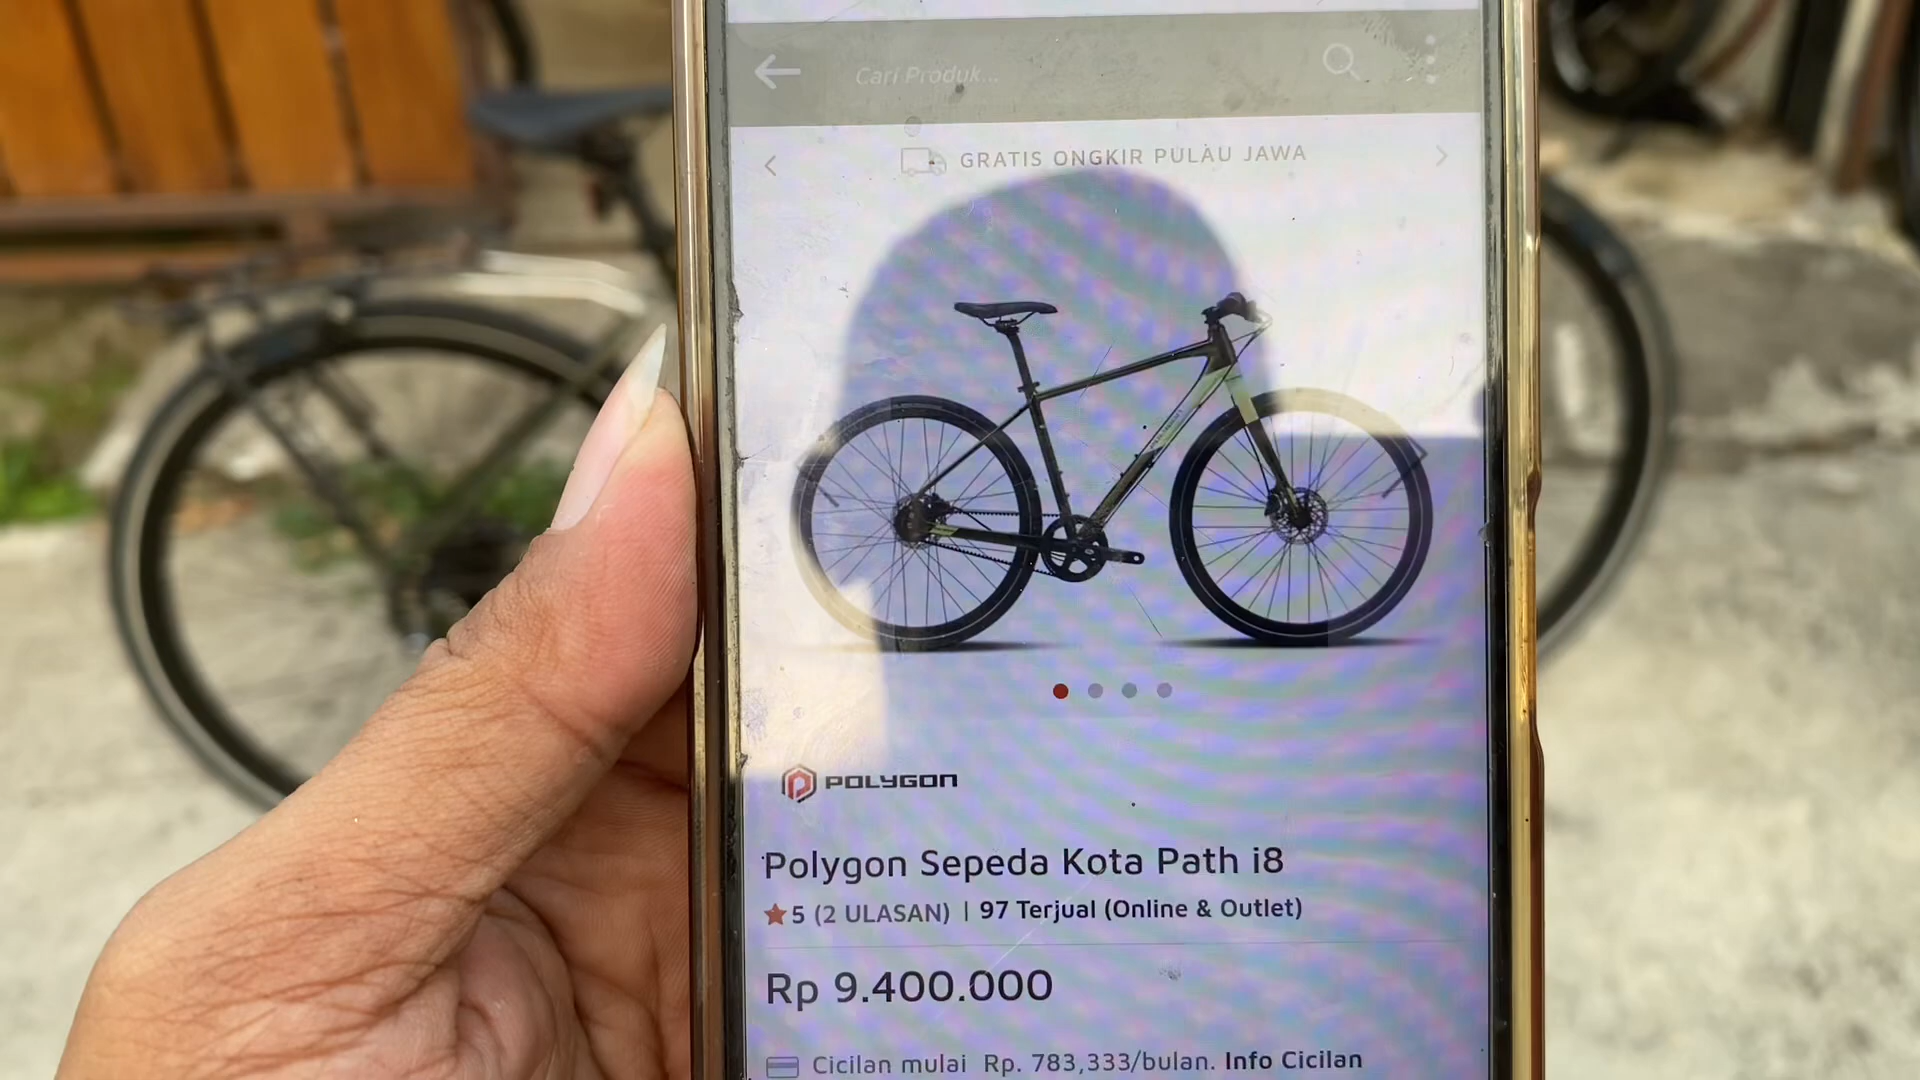 Cari Produk...
GRATIS ONGKIR PULAU JAWA
POLYGON
Polygon Sepeda Kota Path i8
5 (2 ULASAN) | 97 Terjual (Online & Outlet)
Rp 9.400.000
Cicilan mulai Rp. 783,333/bulan. Info Cicilan